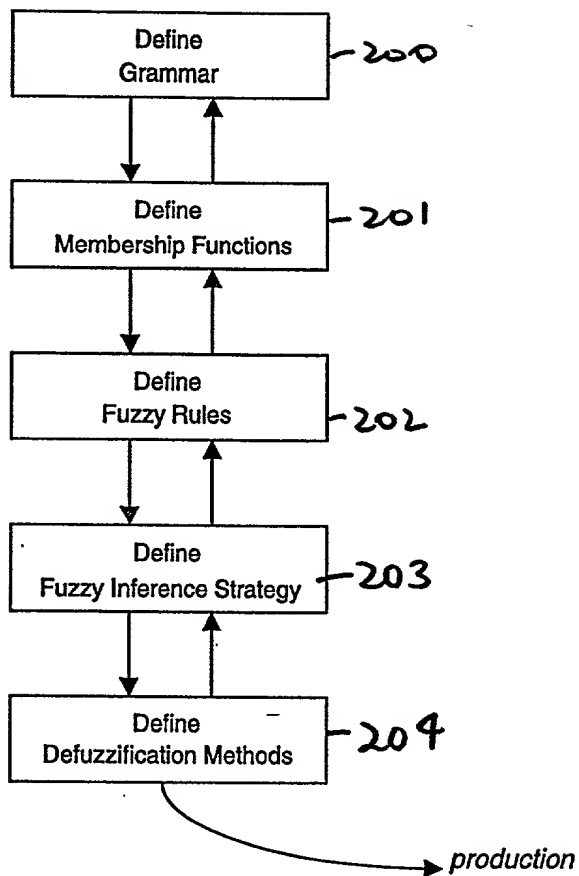 Define
Grammar
200
Define
Membership Functions
201
Define
Fuzzy Rules
202
Define
Fuzzy Inference Strategy
203
Define
Defuzzification Methods
204
production